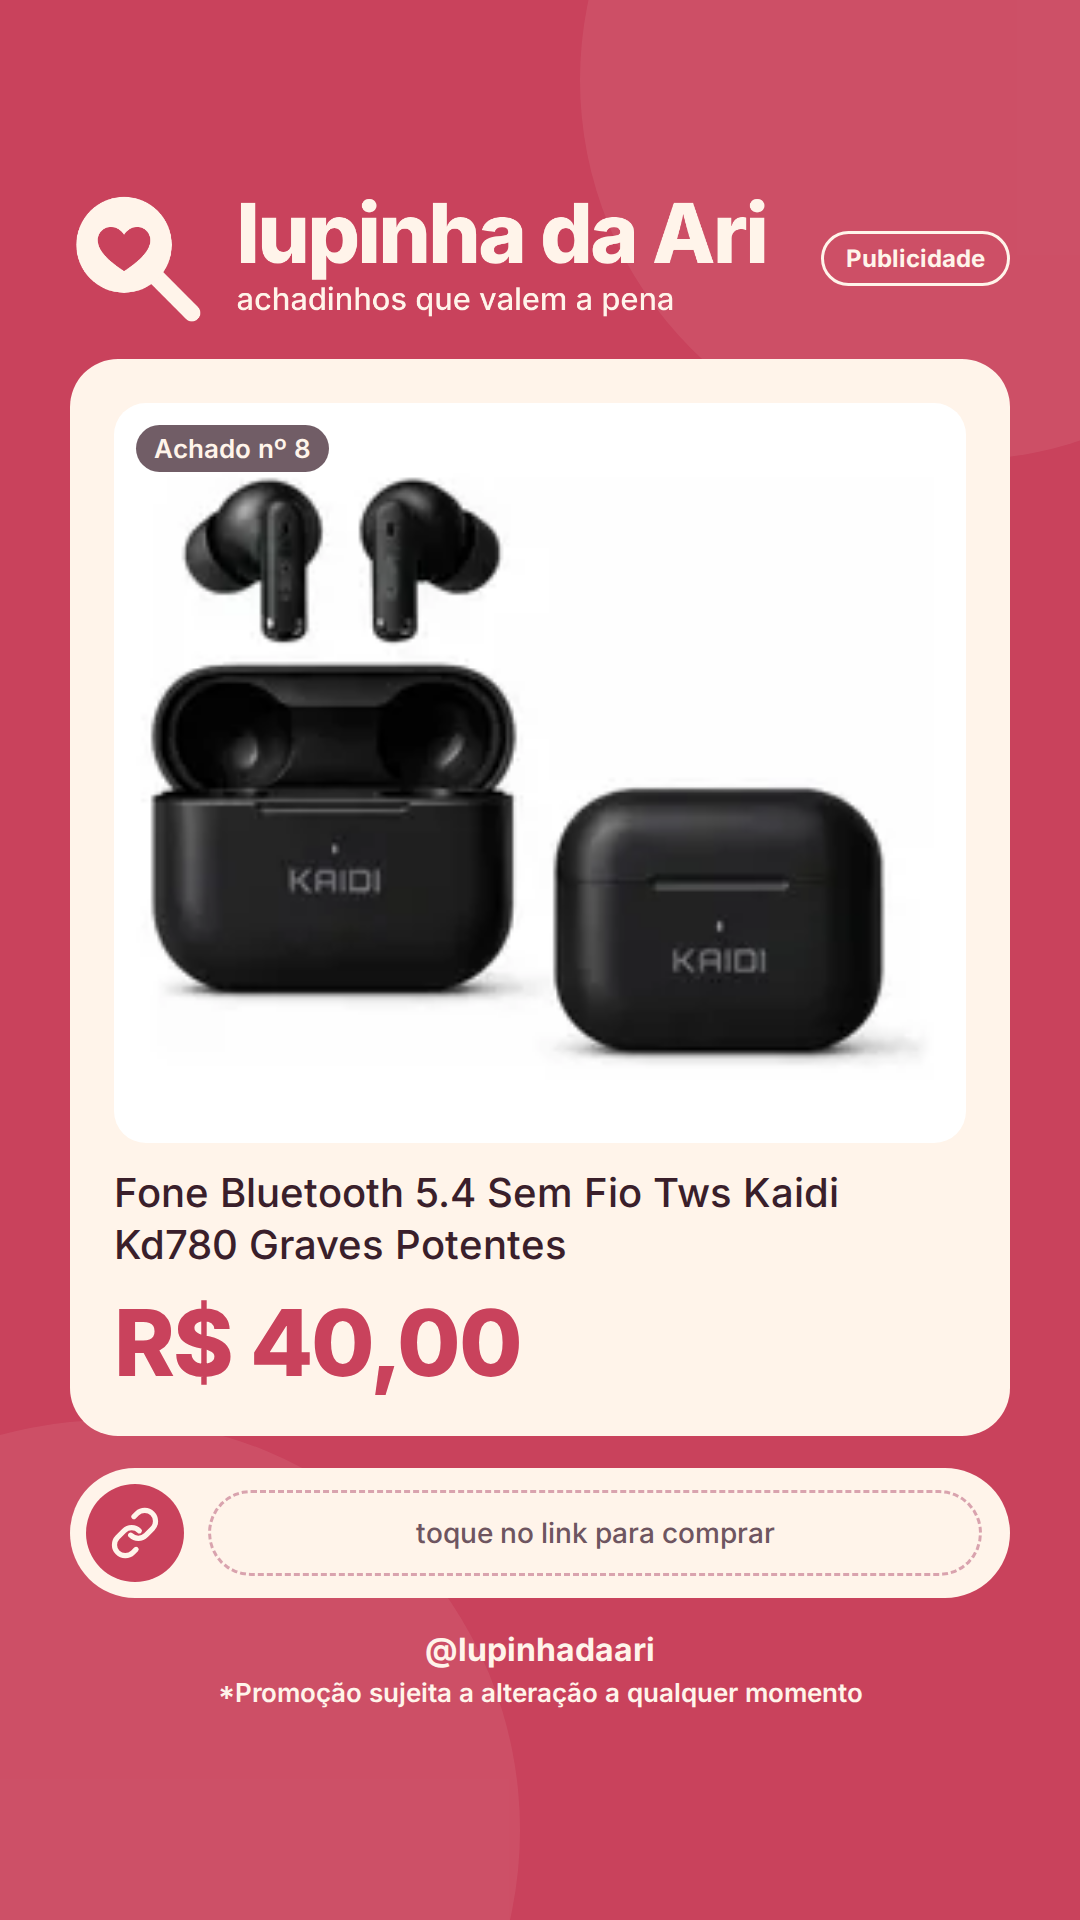 lupinha da Ari
achadinhos que valem a pena
Publicidade
Achado nº 8
KAIDI
KAIDI
Fone Bluetooth 5.4 Sem Fio Tws Kaidi
Kd780 Graves Potentes
R$ 40,00
toque no link para comprar
@lupinhadaari
*Promoção sujeita a alteração a qualquer momento